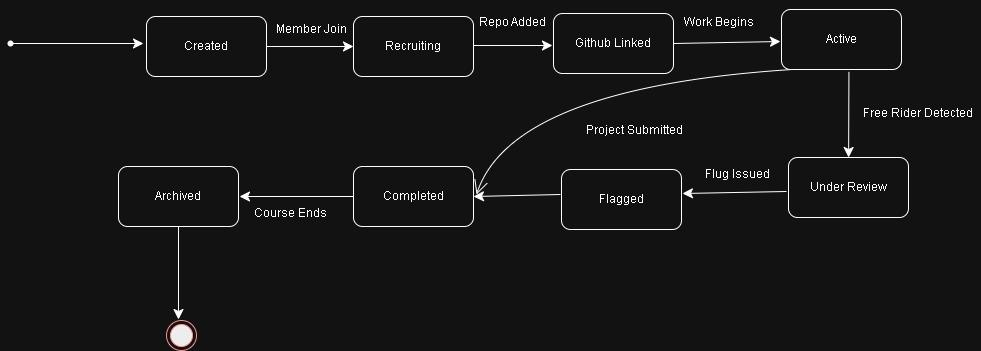 Created
Member Join
Recruiting
Repo Added
Github Linked
Work Begins
Active
Free Rider Detected
Project Submitted
Under Review
Flug Issued
Flagged
Completed
Course Ends
Archived